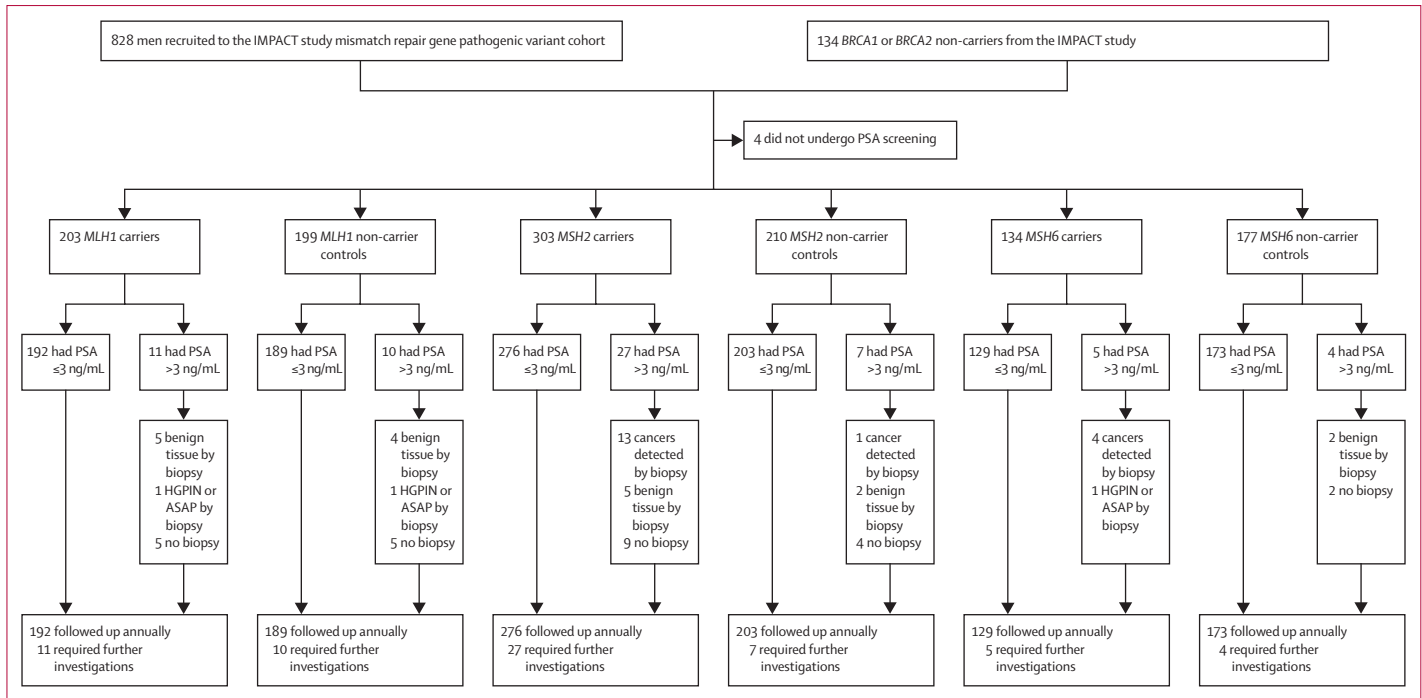 828 men recruited to the IMPACT study mismatch repair gene pathogenic variant cohort
134 BRCA1 or BRCA2 non-carriers from the IMPACT study
4 did not undergo PSA screening
203 MLH1 carriers
199 MLH1 non-carrier
controls
303 MSH2 carriers
210 MSH2 non-carrier
controls
134 MSH6 carriers
177 MSH6 non-carrier
controls
192 had PSA
≤3 ng/mL
11 had PSA
>3 ng/mL
189 had PSA
≤3 ng/mL
10 had PSA
>3 ng/mL
276 had PSA
≤3 ng/mL
27 had PSA
>3 ng/mL
203 had PSA
≤3 ng/mL
7 had PSA
>3 ng/mL
129 had PSA
≤3 ng/mL
5 had PSA
>3 ng/mL
173 had PSA
≤3 ng/mL
4 had PSA
>3 ng/mL
5 benign
tissue by
biopsy
1 HGPIN or
ASAP by
biopsy
5 no biopsy
4 benign
tissue by
biopsy
1 HGPIN or
ASAP by
biopsy
5 no biopsy
13 cancers
detected
by biopsy
5 benign
tissue by
biopsy
9 no biopsy
1 cancer
detected
by biopsy
2 benign
tissue by
biopsy
4 no biopsy
4 cancers
detected
by biopsy
1 HGPIN or
ASAP by
biopsy
2 benign
tissue by
biopsy
2 no biopsy
192 followed up annually
11 required further
investigations
189 followed up annually
10 required further
investigations
276 followed up annually
27 required further
investigations
203 followed up annually
7 required further
investigations
129 followed up annually
5 required further
investigations
173 followed up annually
4 required further
investigations